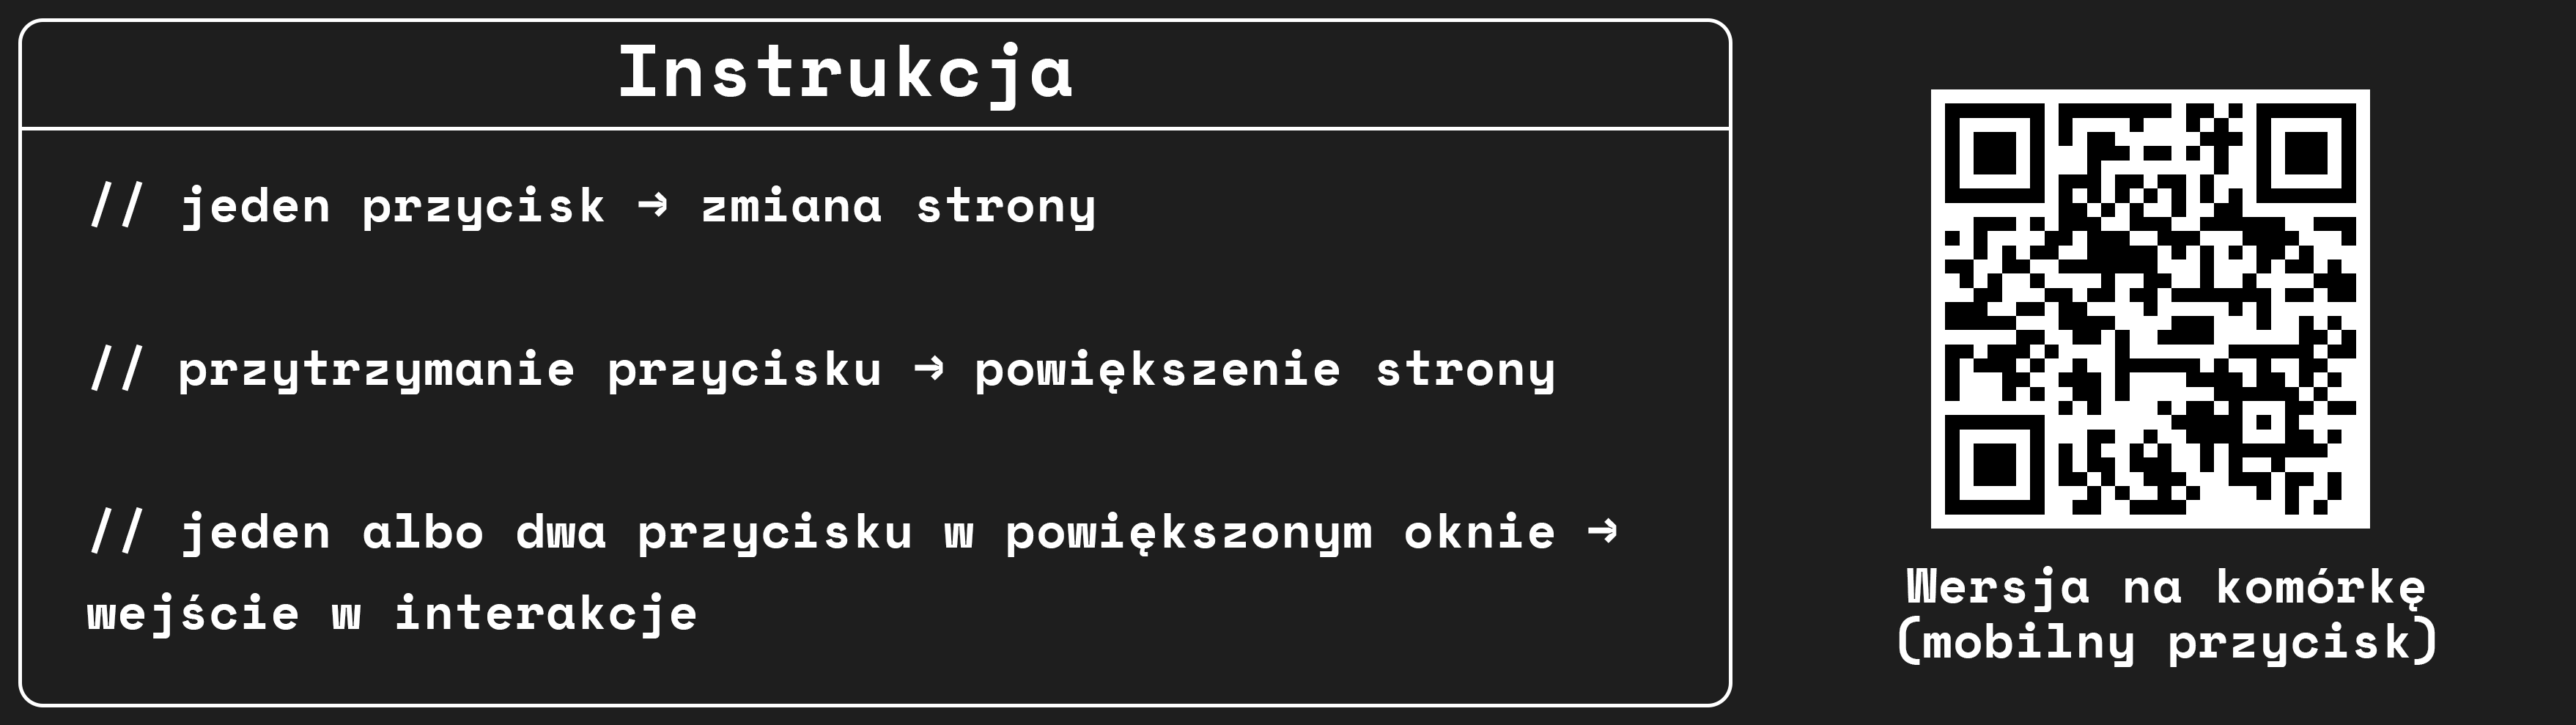 Instrukcja
// jeden przycisk → zmiana strony
// przytrzymanie przycisku → powiększenie strony
// jeden albo dwa przycisku w powiększonym oknie →
wejście w interakcje
Wersja na komórkę
(mobilny przycisk)